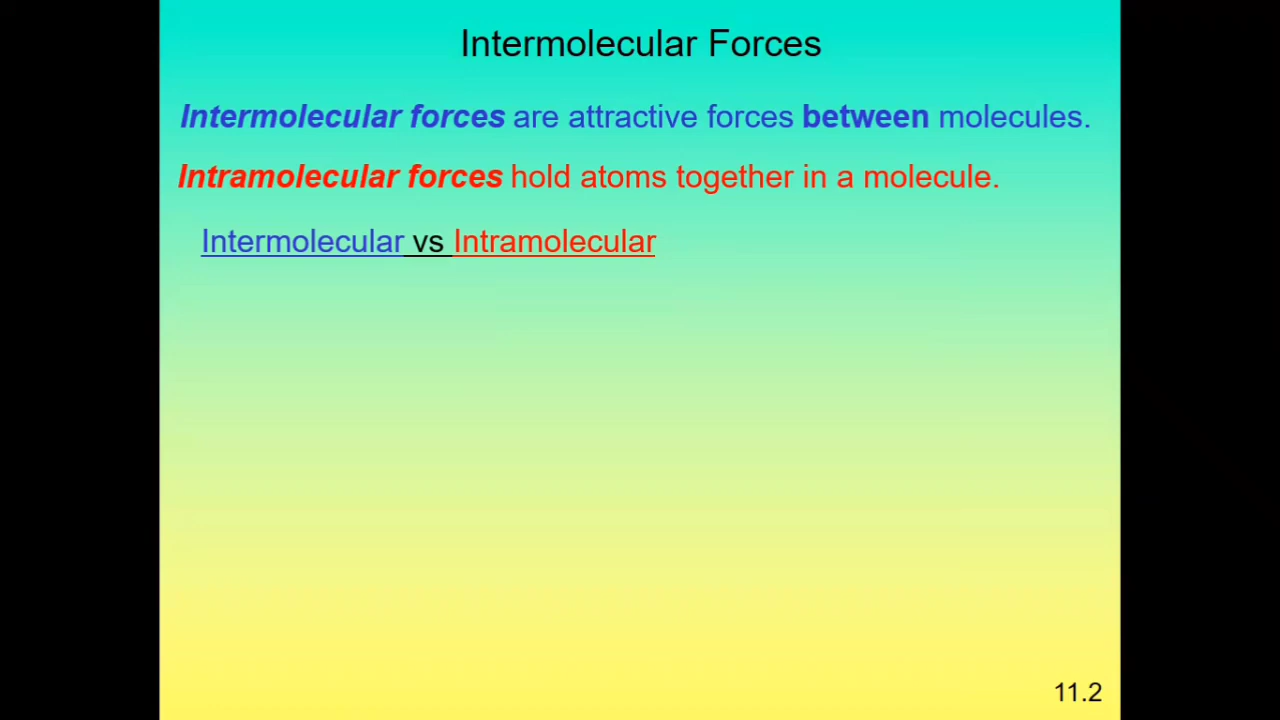 Intermolecular Forces
Intermolecular forces are attractive forces between molecules.
Intramolecular forces hold atoms together in a molecule.
Intermolecular vs Intramolecular
11.2